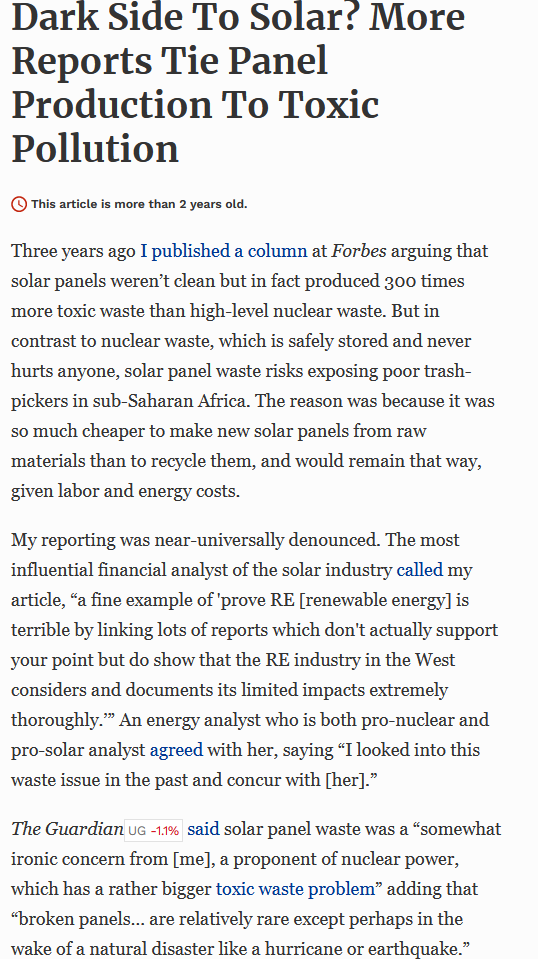 Dark Side To Solar? More
Reports Tie Panel
Production To Toxic
Pollution
This article is more than 2 years old.
Three years ago I published a column at Forbes arguing that
solar panels weren’t clean but in fact produced 300 times
more toxic waste than high-level nuclear waste. But in
contrast to nuclear waste, which is safely stored and never
hurts anyone, solar panel waste risks exposing poor trash-
pickers in sub-Saharan Africa. The reason was because it was
so much cheaper to make new solar panels from raw
materials than to recycle them, and would remain that way,
given labor and energy costs.
My reporting was near-universally denounced. The most
influential financial analyst of the solar industry called my
article, “a fine example of 'prove RE [renewable energy] is
terrible by linking lots of reports which don't actually support
your point but do show that the RE industry in the West
considers and documents its limited impacts extremely
thoroughly.’” An energy analyst who is both pro-nuclear and
pro-solar analyst agreed with her, saying “I looked into this
waste issue in the past and concur with [her].”
The Guardian UG -1.1% said solar panel waste was a “somewhat
ironic concern from [me], a proponent of nuclear power,
which has a rather bigger toxic waste problem” adding that
“broken panels... are relatively rare except perhaps in the
wake of a natural disaster like a hurricane or earthquake.”